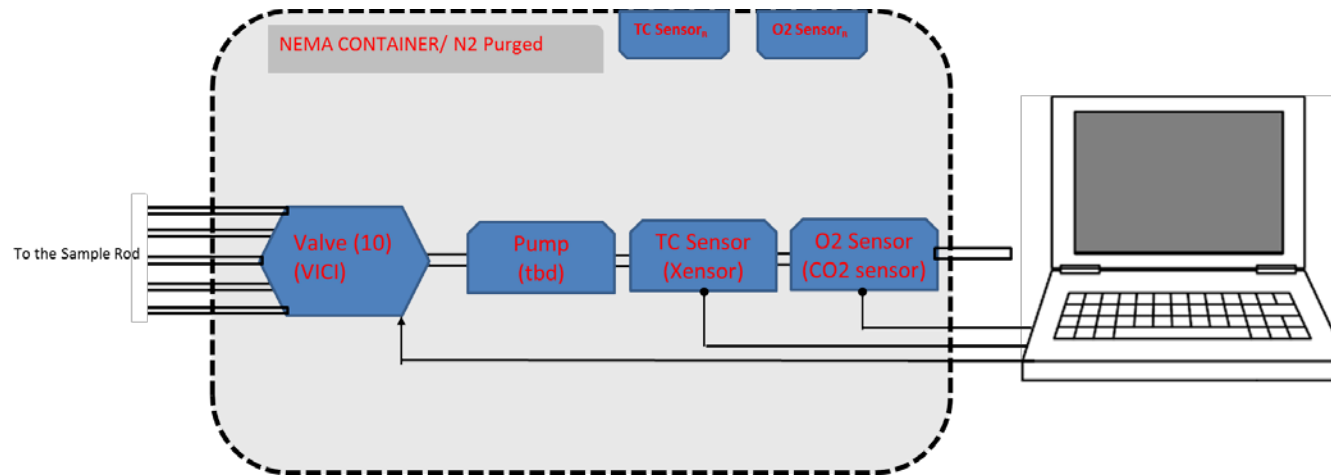 TC Sensorn
O2 Sensorn
NEMA CONTAINER/ N2 Purged
To the Sample Rod
Valve (10)
(VICI)
Pump
(tbd)
TC Sensor
(Xensor)
O2 Sensor
(CO2 sensor)